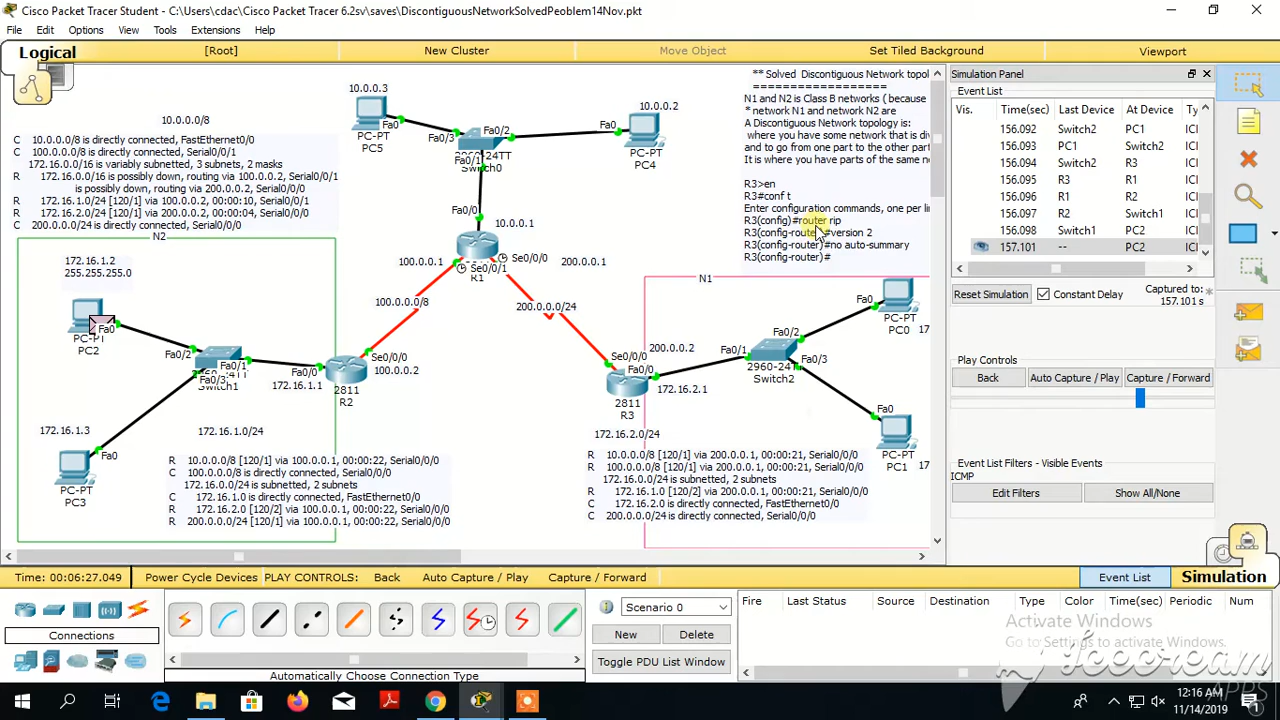 Cisco Packet Tracer Student - C:\Users\cdac\Cisco Packet Tracer 6.2sv\saves\DiscontiguousNetworkSolvedPeoblem14Nov.pkt
File Edit Options View Tools Extensions Help
Logical [Root] New Cluster Move Object Set Tiled Background Viewport
10.0.0.0/8
C 10.0.0.0/8 is directly connected, FastEthernet0/0
C 100.0.0.0/8 is directly connected, Serial0/0/1
172.16.0.0/16 is variably subnetted, 3 subnets, 2 masks
R 172.16.0.0/16 is possibly down, routing via 100.0.0.2, Serial0/0/1
is possibly down, routing via 200.0.0.2, Serial0/0/0
R 172.16.1.0/24 [120/1] via 100.0.0.2, 00:00:10, Serial0/0/1
R 172.16.2.0/24 [120/1] via 200.0.0.2, 00:00:04, Serial0/0/0
C 200.0.0.0/24 is directly connected, Serial0/0/0
N2
172.16.1.2
255.255.255.0
Fa0
PC-PT
PC2
Fa0/2
Fa0/1
Fa0/3
Switch1
Fa0/0
172.16.1.1
2811
R2
Se0/0/0
100.0.0.2
172.16.1.3
Fa0
PC-PT
PC3
172.16.1.0/24
R 10.0.0.0/8 [120/1] via 100.0.0.1, 00:00:22, Serial0/0/0
C 100.0.0.0/8 is directly connected, Serial0/0/0
172.16.0.0/24 is subnetted, 2 subnets
C 172.16.1.0 is directly connected, FastEthernet0/0
R 172.16.2.0 [120/2] via 100.0.0.1, 00:00:22, Serial0/0/0
R 200.0.0.0/24 [120/1] via 100.0.0.1, 00:00:22, Serial0/0/0
10.0.0.3
Fa0
PC-PT
PC5
Fa0/3
Fa0/2
Fa0/1
Switch0
10.0.0.2
Fa0
PC-PT
PC4
Fa0/0
10.0.0.1
100.0.0.1
Se0/0/1
Se0/0/0
R1
200.0.0.1
100.0.0.0/8
200.0.0.0/24
Se0/0/0
200.0.0.2
Fa0/0
2811
R3
172.16.2.1
172.16.2.0/24
N1
Fa0/1
Fa0/2
Fa0/3
Switch2
Fa0
PC-PT
PC0
Fa0
PC-PT
PC1
R 10.0.0.0/8 [120/1] via 200.0.0.1, 00:00:21, Serial0/0/0
R 100.0.0.0/8 [120/1] via 200.0.0.1, 00:00:21, Serial0/0/0
172.16.0.0/24 is subnetted, 2 subnets
R 172.16.1.0 [120/2] via 200.0.0.1, 00:00:21, Serial0/0/0
C 172.16.2.0 is directly connected, FastEthernet0/0
C 200.0.0.0/24 is directly connected, Serial0/0/0
** Solved Discontiguous Network topol
==================
N1 and N2 is Class B networks ( because
* network N1 and network N2 are
A Discontiguous Network topology is:
where you have some network that is div
and to go from one part to the other part
It is where you have parts of the same n
R3>en
R3#conf t
Enter configuration commands, one per li
R3(config)#router rip
R3(config-router)#version 2
R3(config-router)#no auto-summary
R3(config-router)#
Simulation Panel
Event List
Vis. Time(sec) Last Device At Device Ty
156.092 Switch2 PC1 ICI
156.093 PC1 Switch2 ICI
156.094 Switch2 R3 ICI
156.095 R3 R1 ICI
156.096 R1 R2 ICI
156.097 R2 Switch1 ICI
156.098 Switch1 PC2 ICI
157.101 -- PC2 ICI
Reset Simulation Constant Delay Captured to: *
157.101 s
Play Controls
Back Auto Capture / Play Capture / Forward
Event List Filters - Visible Events
ICMP
Edit Filters Show All/None
Time: 00:06:27.049 Power Cycle Devices PLAY CONTROLS: Back Auto Capture / Play Capture / Forward Event List Simulation
Connections
Automatically Choose Connection Type
Scenario 0
New Delete
Toggle PDU List Window
Fire Last Status Source Destination Type Color Time(sec) Periodic Num
Activate Windows
Go to Settings to activate Windows.
Icecream
APPS
12:16 AM
11/14/2019